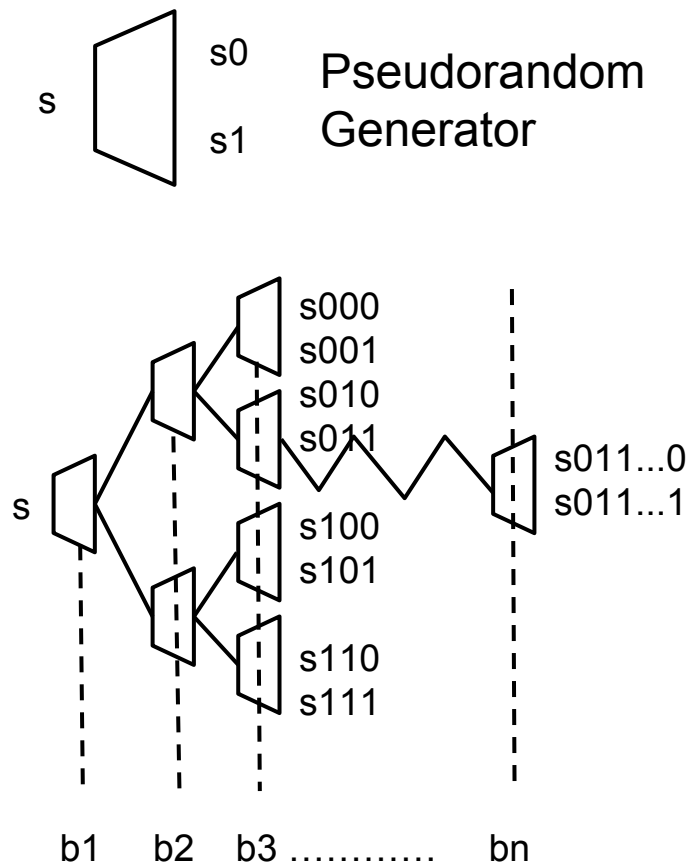 s0
s
s1
Pseudorandom
Generator
s000
s001
s010
s011
s
s100
s101
s110
s111
s011...0
s011...1
b1 b2 b3 ............. bn